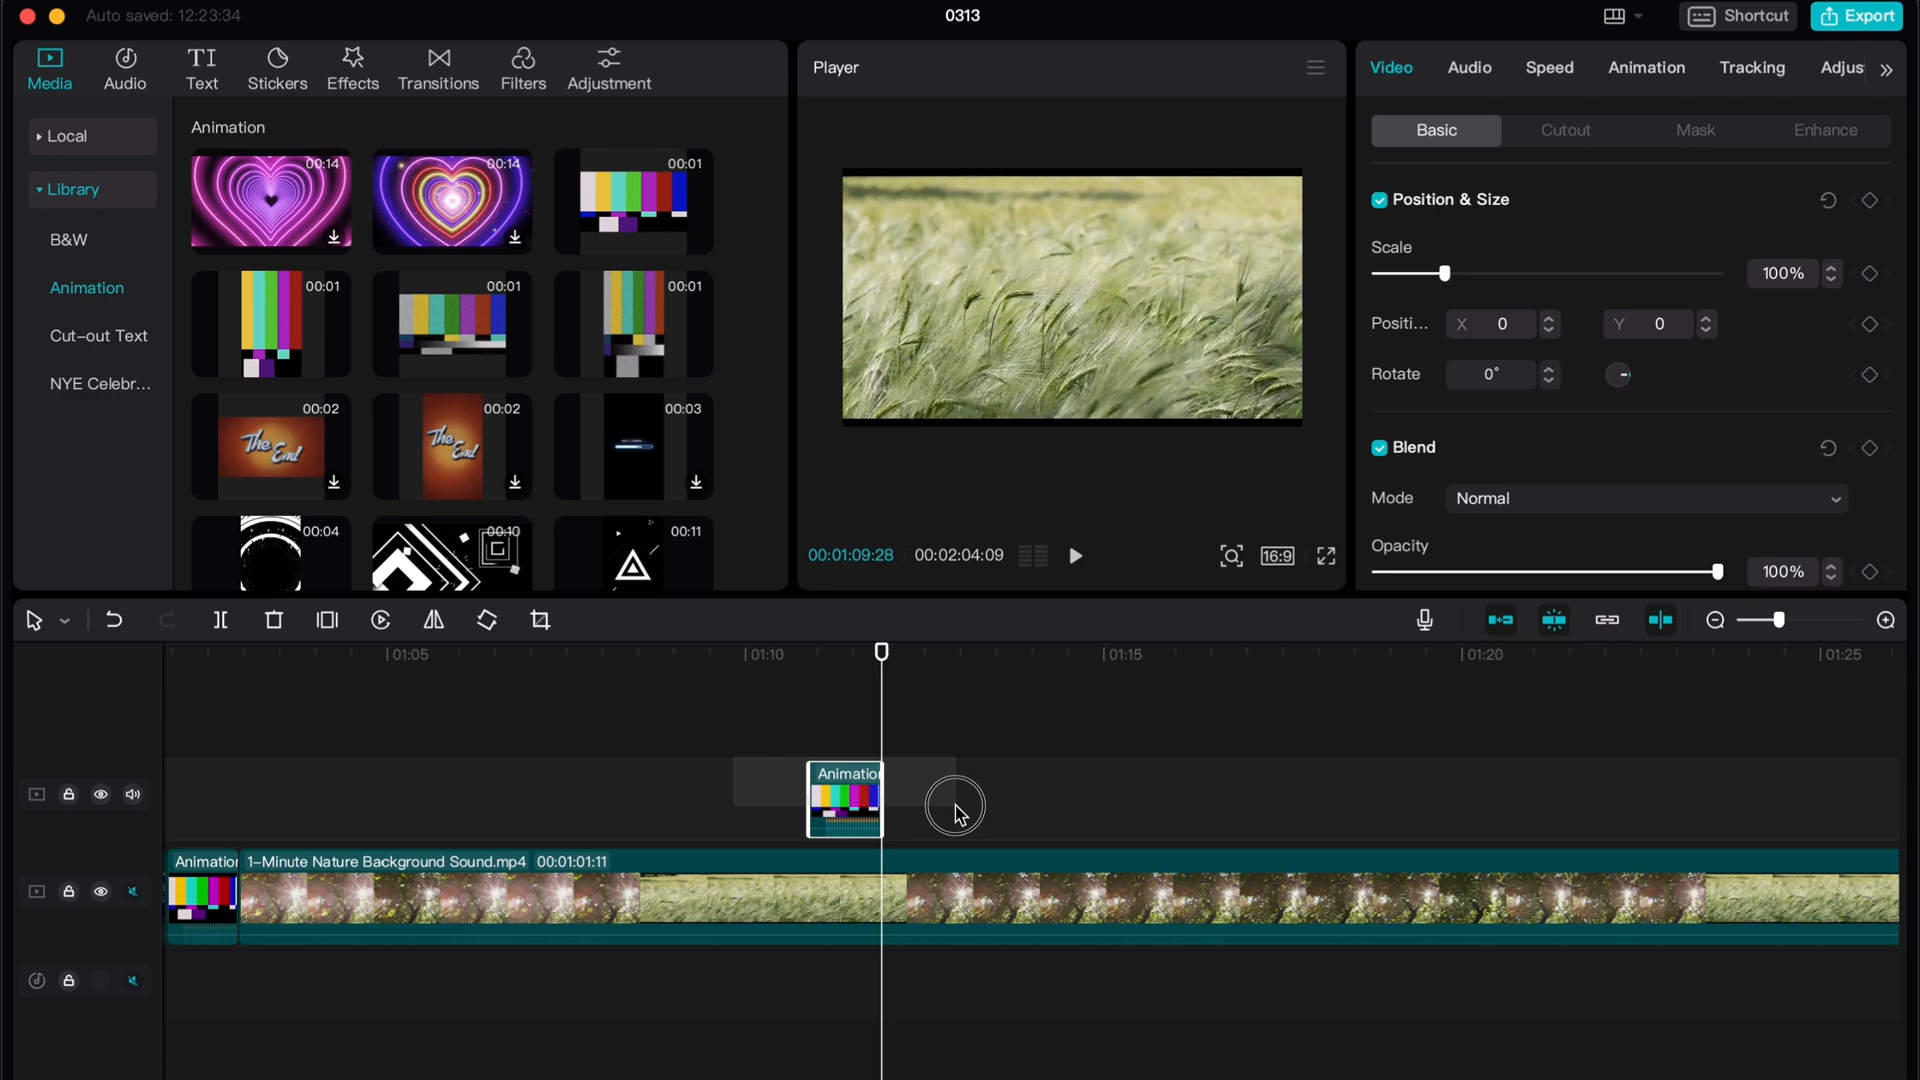 Auto saved: 12:23:34
0313
Shortcut
Export
Media
Audio
TI
Text
Stickers
Effects
Transitions
Filters
Adjustment
Local
Library
B&W
Animation
Cut-out Text
NYE Celebr...
Animation
00:14
00:14
00:01
00:01
00:01
00:01
00:02
00:02
00:03
The End
The End
00:04
00:10
00:11
Player
00:01:09:28 / 00:02:04:09
16:9
Video
Audio
Speed
Animation
Tracking
Adjus
Basic
Cutout
Mask
Enhance
Position & Size
Scale
100%
Positi...
X 0
Y 0
Rotate
0°
Blend
Mode
Normal
Opacity
100%
01:05
01:10
01:15
01:20
01:25
Animation
Animation
1-Minute Nature Background Sound.mp4 00:01:01:11